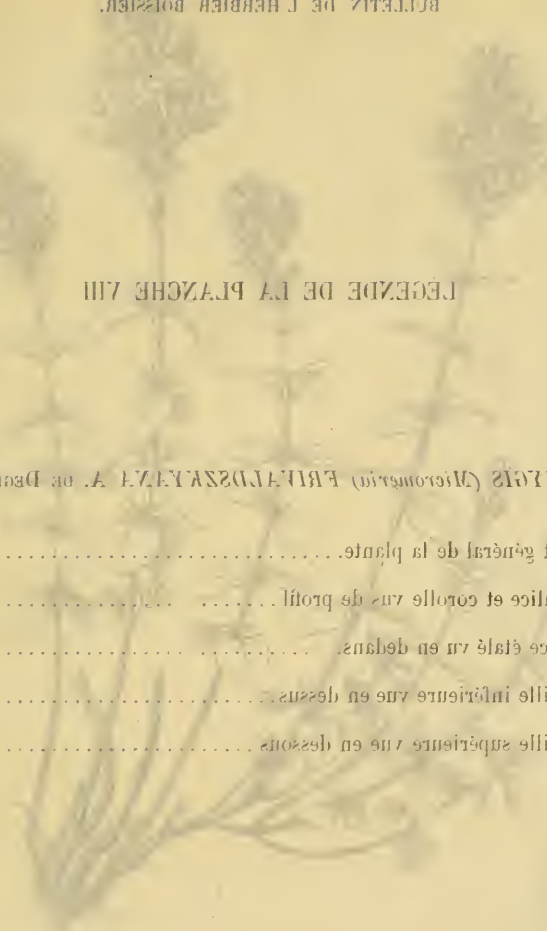 BULLETIN DE L'HERBIER BOISSIER.
LÉGENDE DE LA PLANCHE VIII
(Micromeria) FRIVALDSZKYANA A. DE
général de la plante
et corolle vus de profil
étalé vu en dedans.
inférieure vue en dessus
supérieure vue en dessous